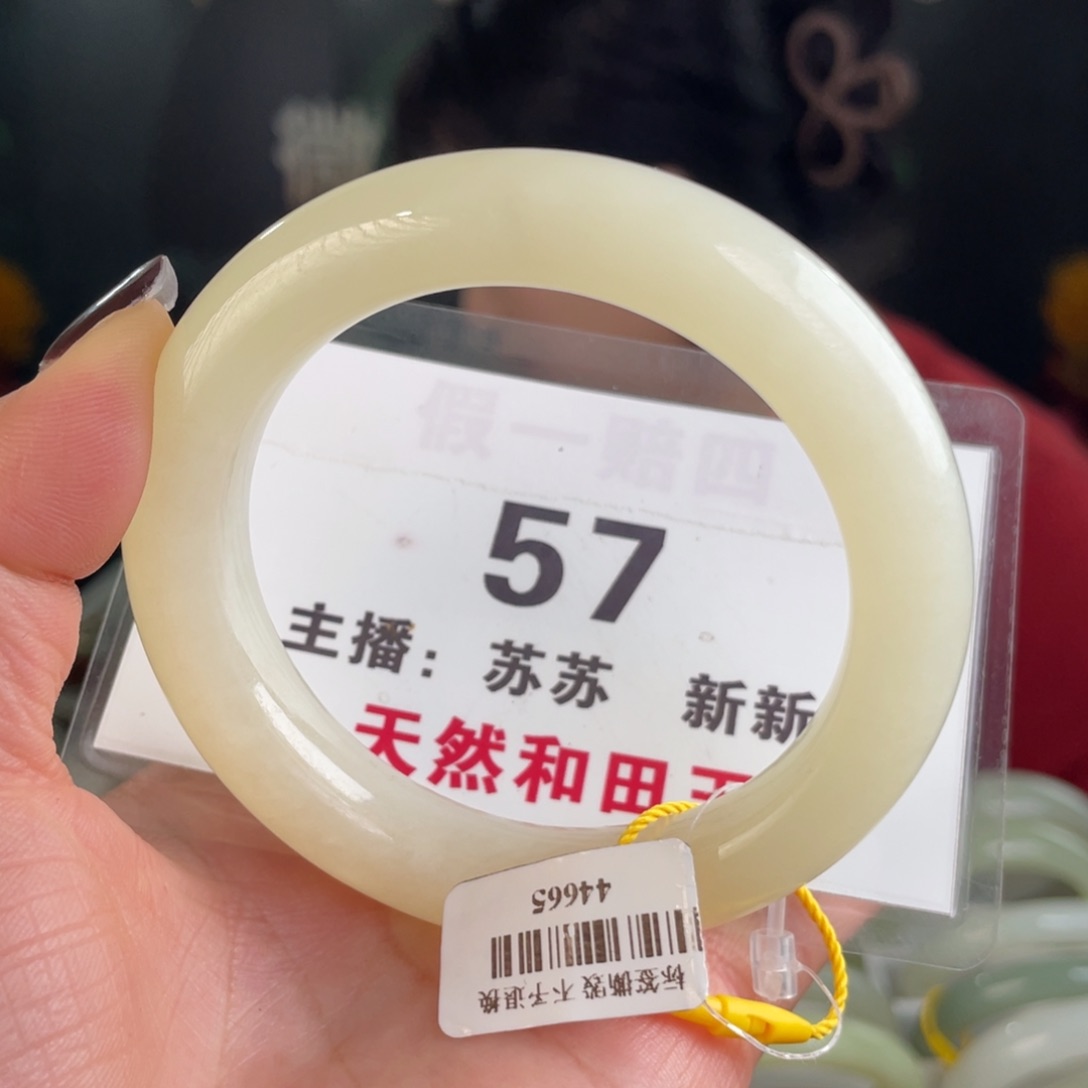 假一赔四
57
主播：苏苏 新新
天然和田玉
44665
标签撕毁 不予退换